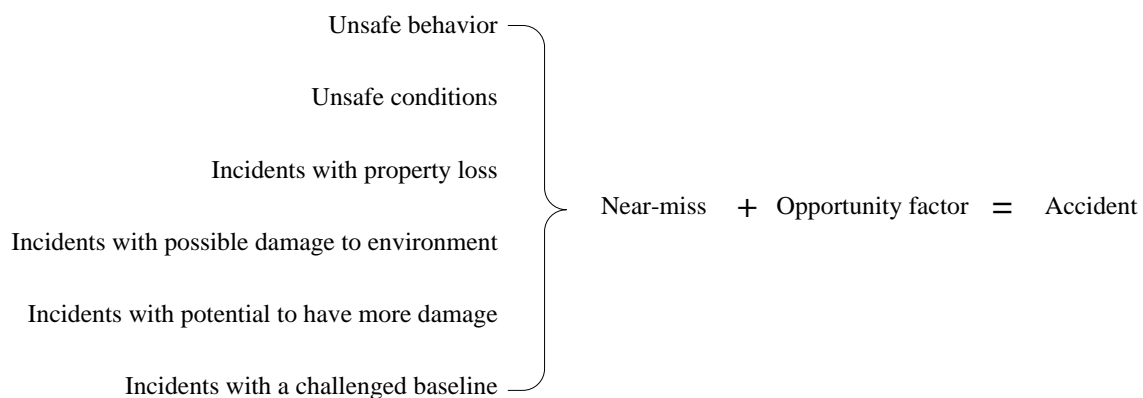 Unsafe behavior
Unsafe conditions
Incidents with property loss
Near-miss + Opportunity factor = Accident
Incidents with possible damage to environment
Incidents with potential to have more damage
Incidents with a challenged baseline